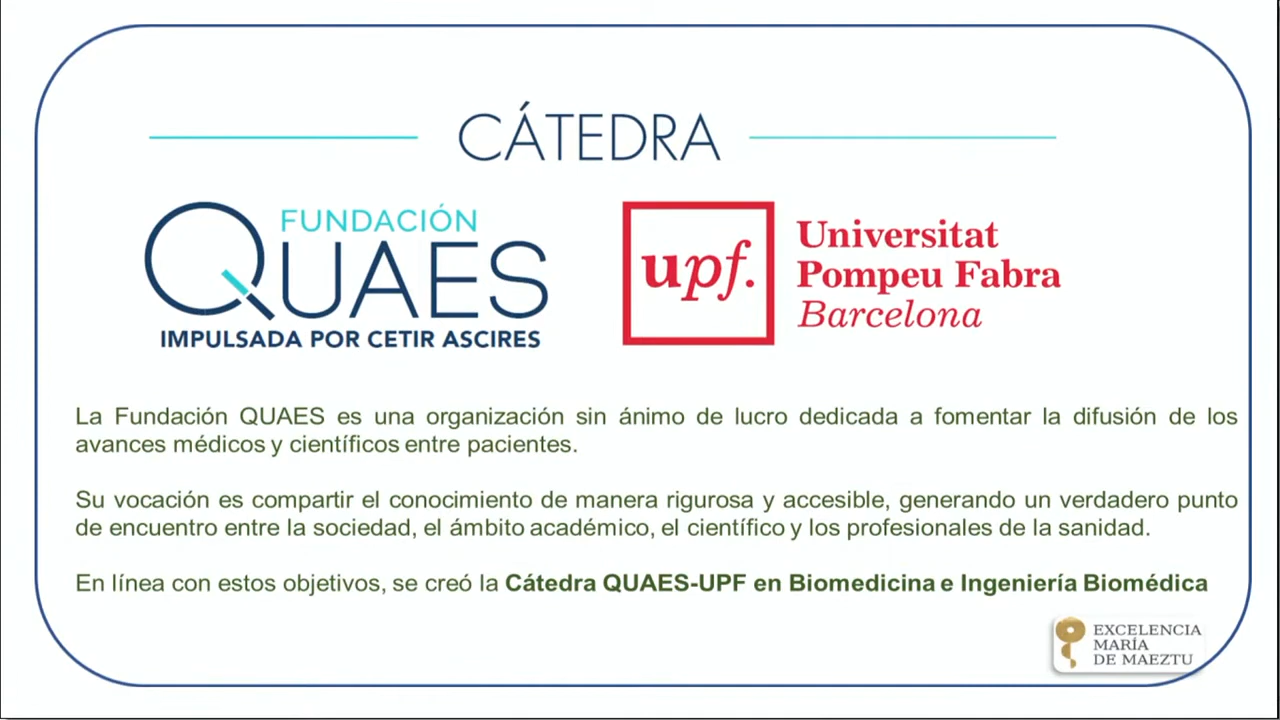 CÁTEDRA
FUNDACIÓN
QUAES
IMPULSADA POR CETIR ASCIRES
upf.
Universitat
Pompeu Fabra
Barcelona
La Fundación QUAES es una organización sin ánimo de lucro dedicada a fomentar la difusión de los
avances médicos y científicos entre pacientes.
Su vocación es compartir el conocimiento de manera rigurosa y accesible, generando un verdadero punto
de encuentro entre la sociedad, el ámbito académico, el científico y los profesionales de la sanidad.
En línea con estos objetivos, se creó la Cátedra QUAES-UPF en Biomedicina e Ingeniería Biomédica
EXCELENCIA
MARÍA
DE MAEZTU